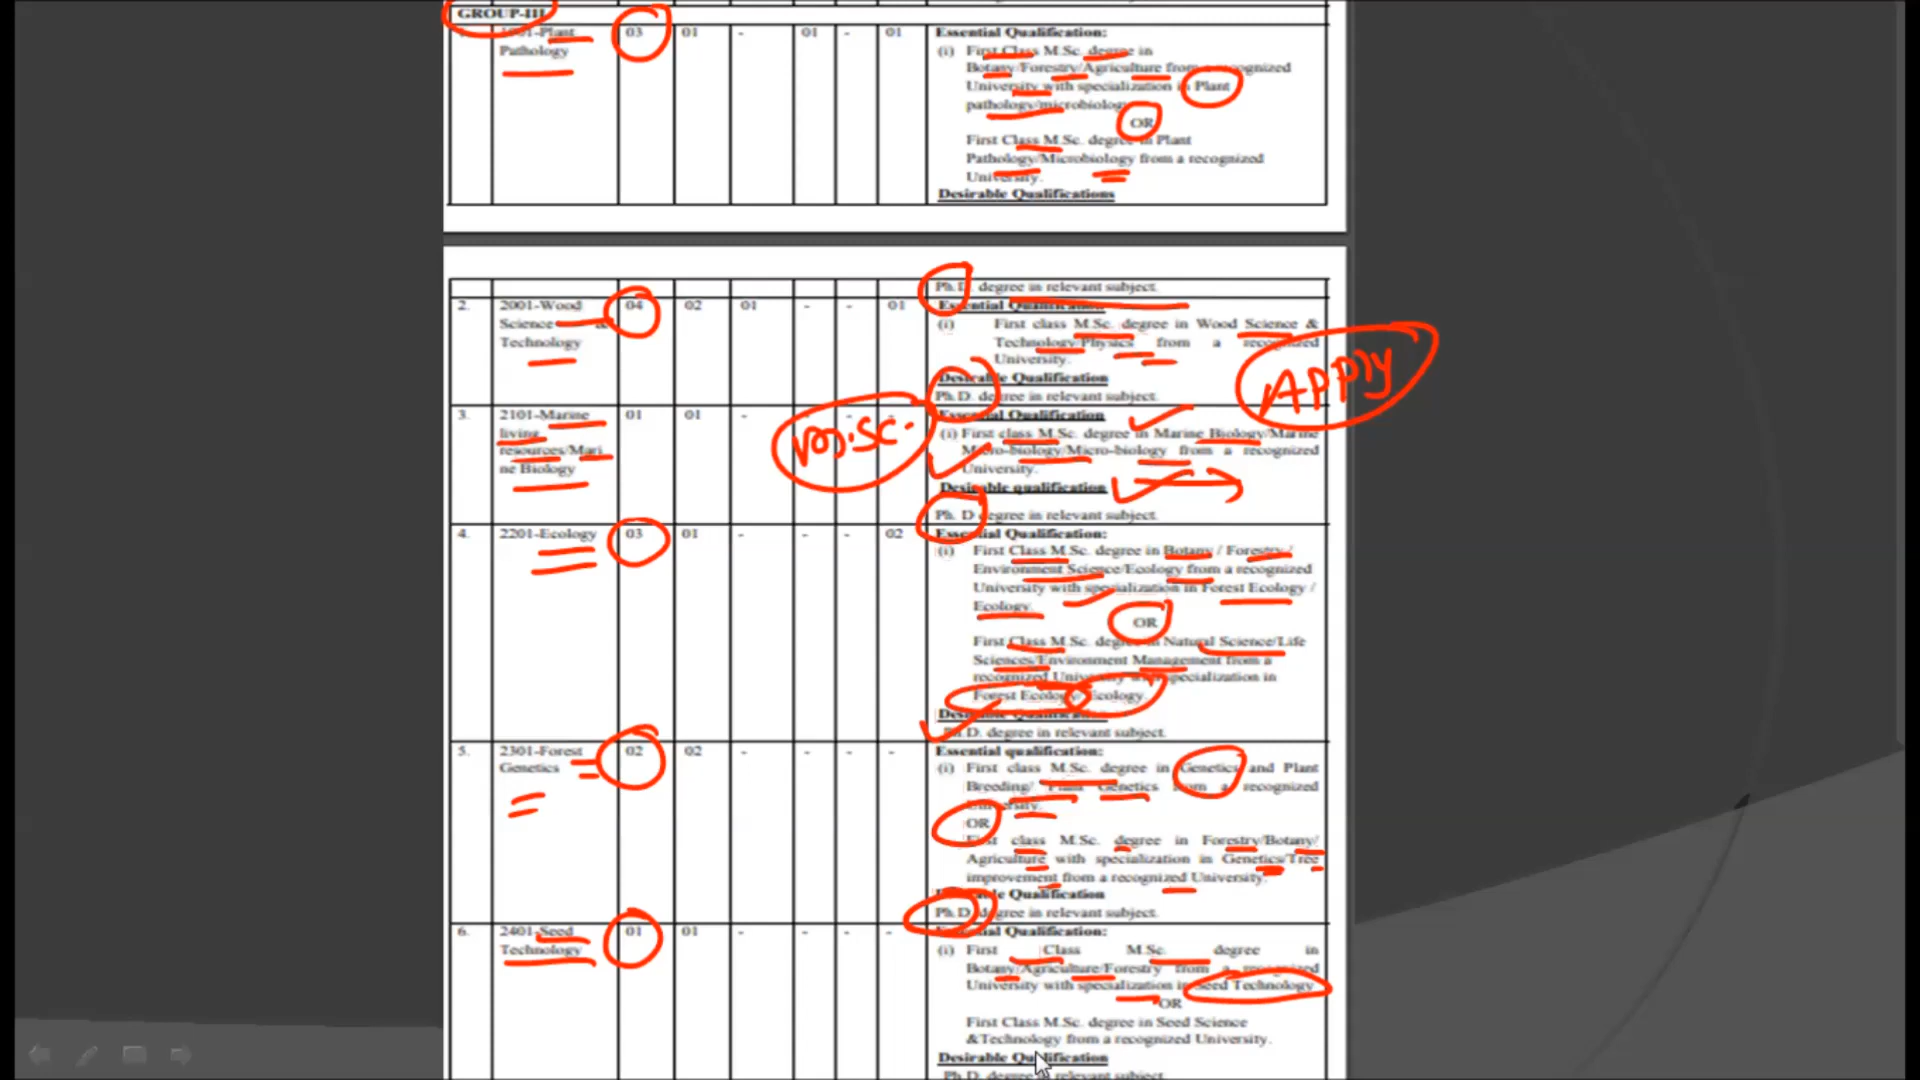 GROUP-III
1001-Plant
Pathology
03
01
-
01
-
01
Essential Qualification:
(i) First Class M.Sc. degree in
Botany/Forestry/Agriculture from a recognized
University with specialization in Plant
pathology/microbiology
OR
First Class M.Sc. degree in Plant
Pathology/Microbiology from a recognized
University.
Desirable Qualifications
Ph.D. degree in relevant subject.
2.
2001-Wood
Science &
Technology
04
02
01
-
-
01
Essential Qualification
(i) First class M.Sc. degree in Wood Science &
Technology/Physics from a recognized
University.
Desirable Qualification
Ph.D. degree in relevant subject.
Apply
3.
2101-Marine
living
resources/Mari
ne Biology
01
01
-
-
-
-
M.Sc.
Essential Qualification
(i) First class M.Sc. degree in Marine Biology/Marine
Micro-biology/Micro-biology from a recognized
University.
Desirable qualification
Ph. D degree in relevant subject.
4.
2201-Ecology
03
01
-
-
-
02
Essential Qualification:
(i) First Class M.Sc. degree in Botany / Forestry /
Environment Science/Ecology from a recognized
University with specialization in Forest Ecology /
Ecology.
OR
First Class M.Sc. degree in Natural Science/Life
Sciences/Environment Management from a
recognized University with specialization in
Forest Ecology/ Ecology.
Desirable Qualification
Ph.D. degree in relevant subject.
5.
2301-Forest
Genetics
02
02
-
-
-
-
Essential qualification:
(i) First class M.Sc. degree in Genetics and Plant
Breeding/ Plant Genetics from a recognized
University.
OR
First class M.Sc. degree in Forestry/Botany/
Agriculture with specialization in Genetics/Tree
improvement from a recognized University.
Desirable Qualification
Ph.D. degree in relevant subject.
6.
2401-Seed
Technology
01
01
-
-
-
-
Essential Qualification:
(i) First Class M.Sc. degree in
Botany/Agriculture/Forestry from a recognized
University with specialization in Seed Technology
OR
First Class M.Sc. degree in Seed Science
&Technology from a recognized University.
Desirable Qualification
Ph.D. degree in relevant subject